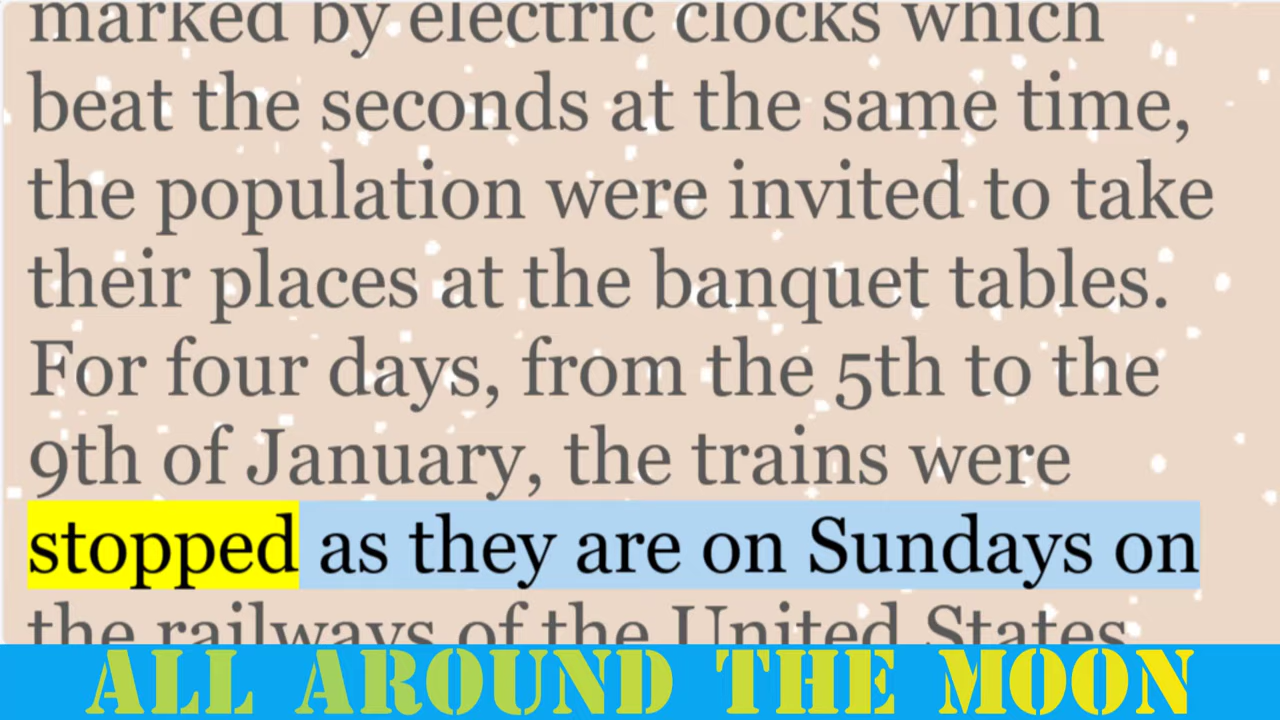 marked by electric clocks which
beat the seconds at the same time,
the population were invited to take
their places at the banquet tables.
For four days, from the 5th to the
9th of January, the trains were
stopped as they are on Sundays on
the railways of the United States
ALL AROUND THE MOON